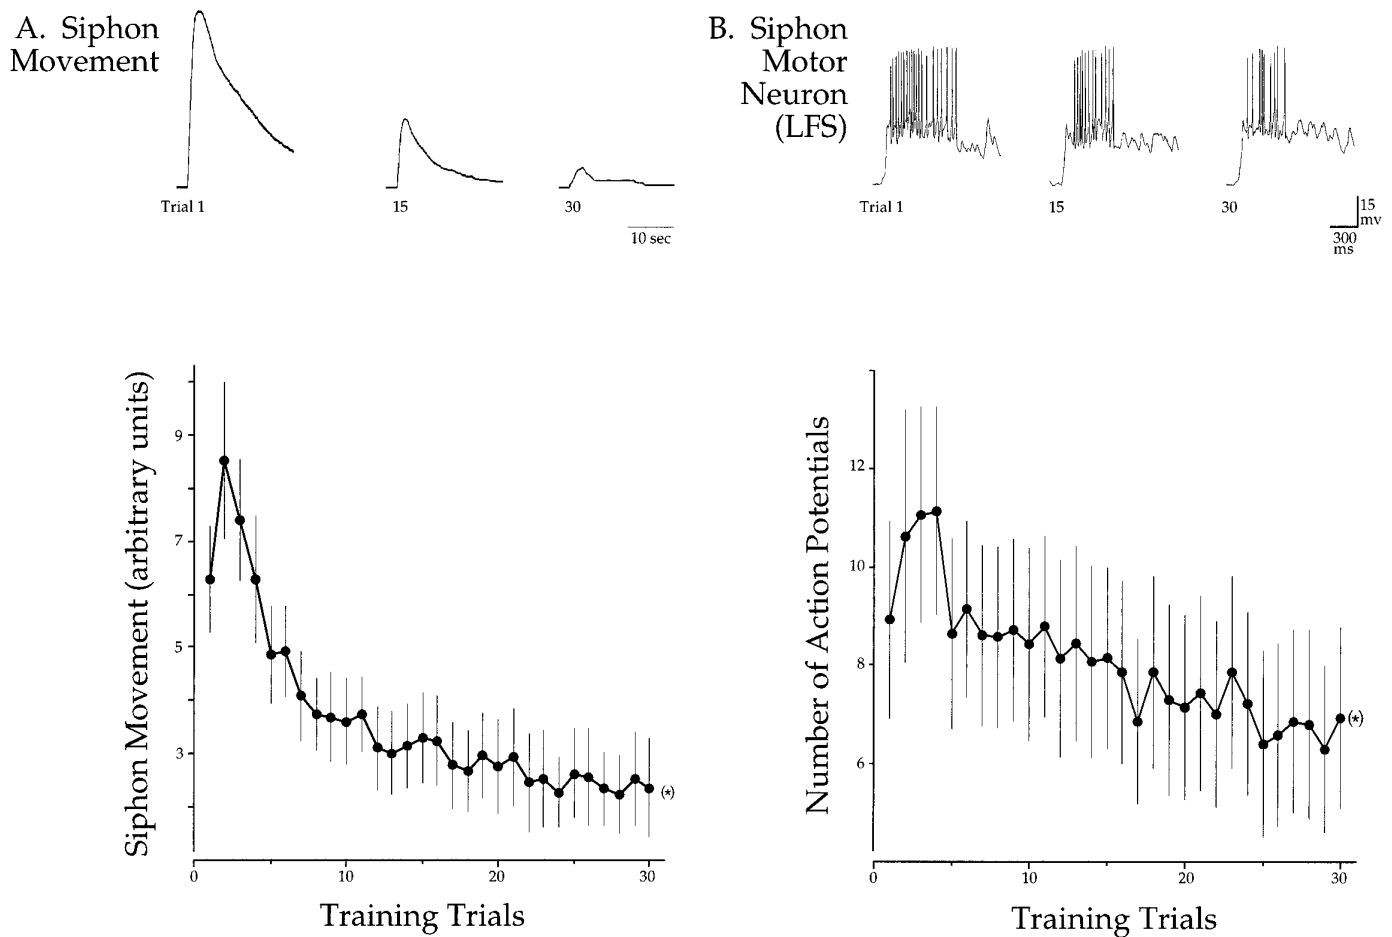 A. Siphon
Movement
Trial 1
15
30
10 sec
B. Siphon
Motor
Neuron
(LFS)
Trial 1
15
30
15
mv
300
ms
Siphon Movement (arbitrary units)
9
7
5
3
(*)
0
10
20
30
Training Trials
Number of Action Potentials
12
10
8
6
(*)
0
10
20
30
Training Trials